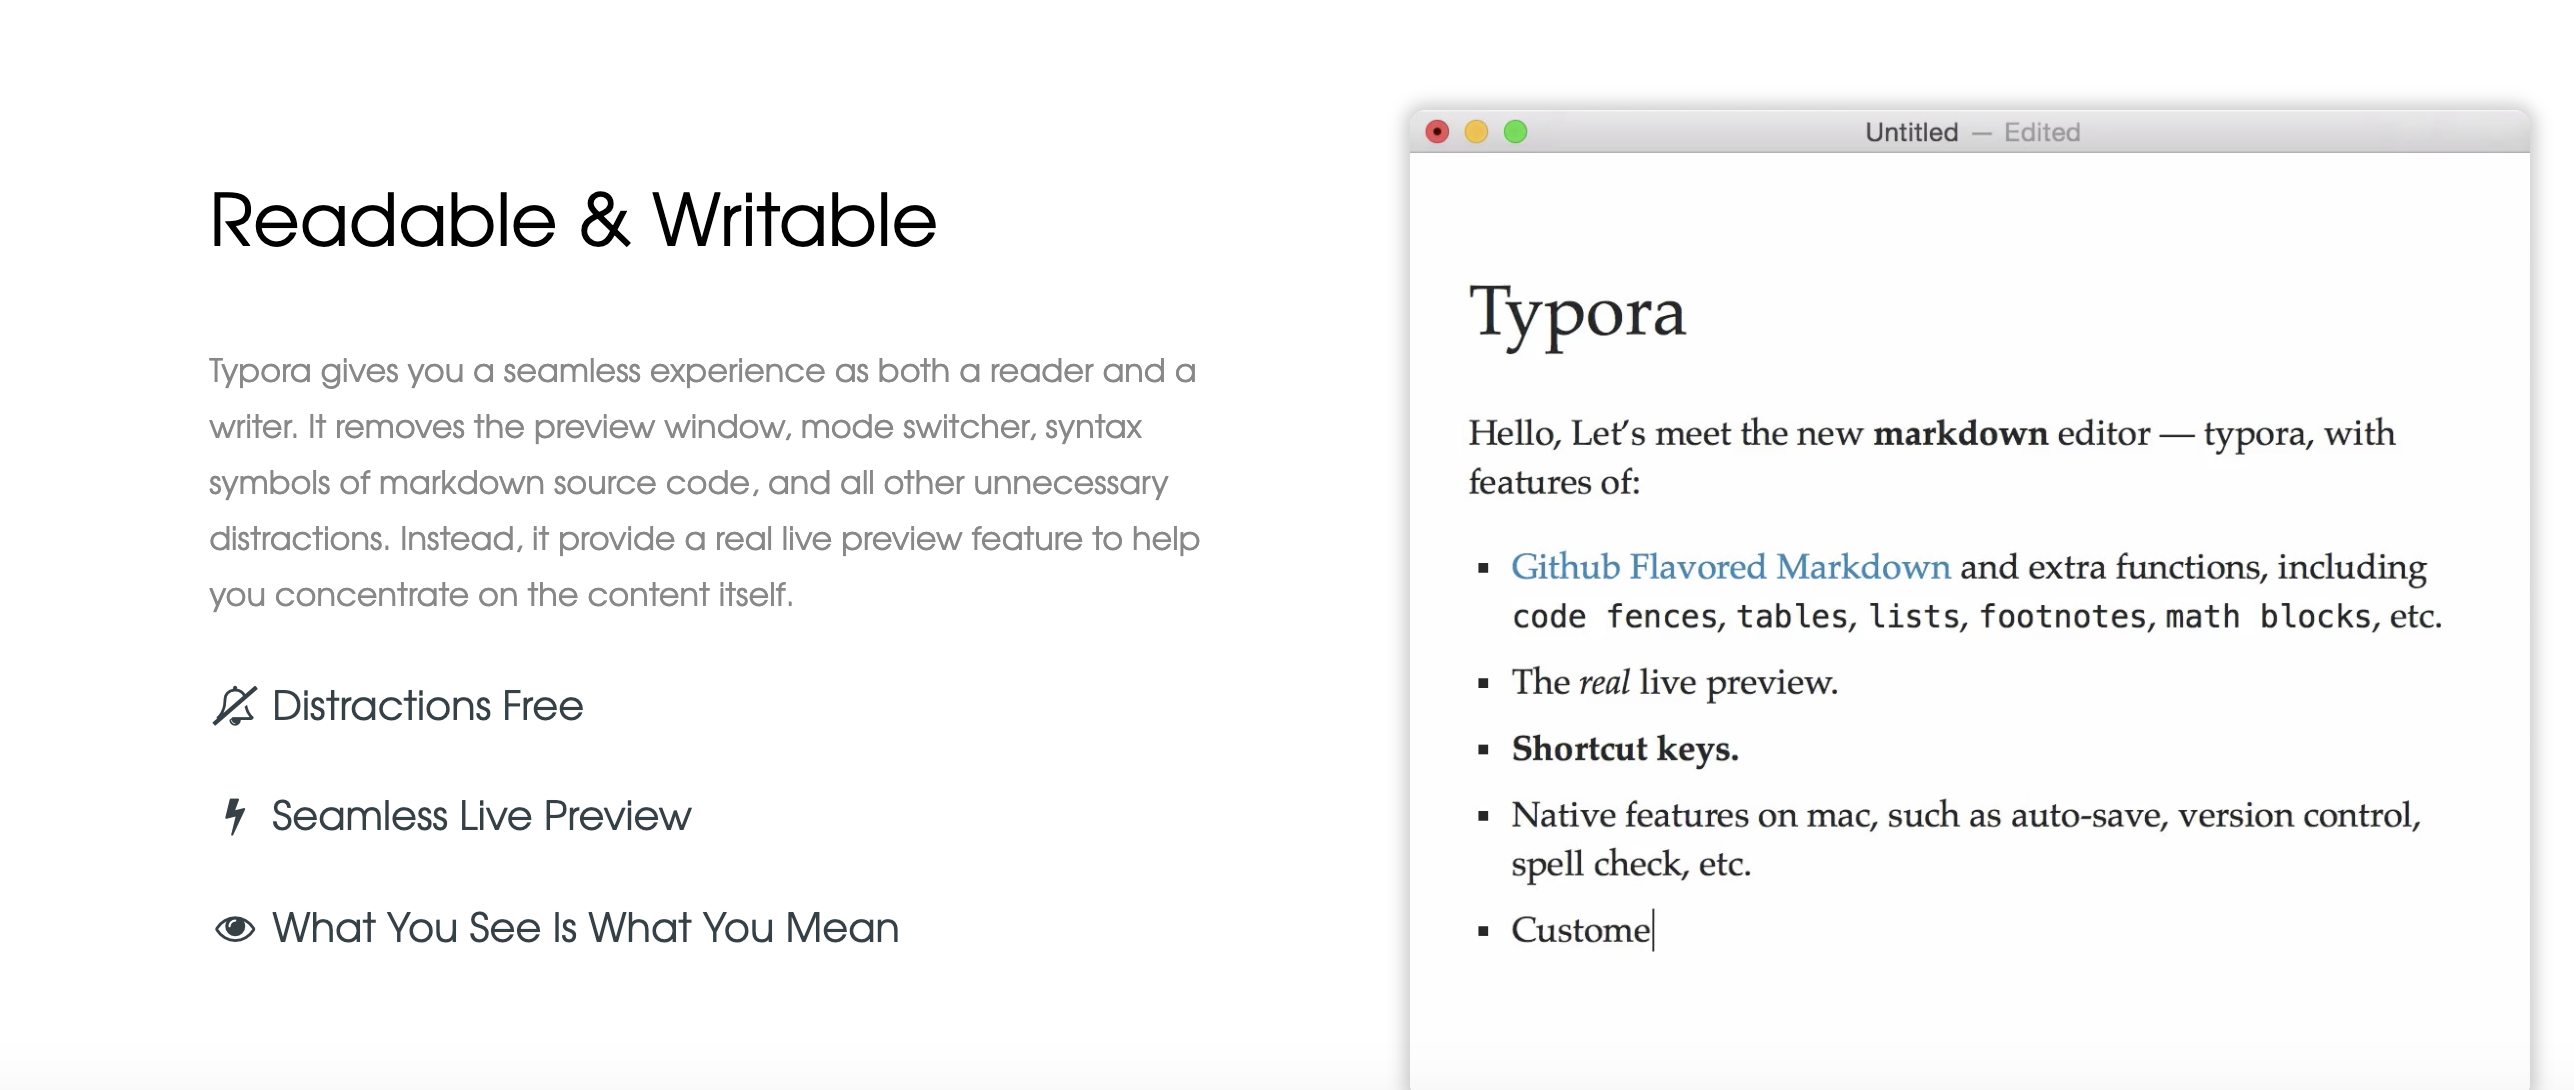 Readable & Writable
Typora gives you a seamless experience as both a reader and a
writer. It removes the preview window, mode switcher, syntax
symbols of markdown source code, and all other unnecessary
distractions. Instead, it provide a real live preview feature to help
you concentrate on the content itself.
Distractions Free
Seamless Live Preview
What You See Is What You Mean
Untitled — Edited
Typora
Hello, Let’s meet the new markdown editor — typora, with
features of:
▪ Github Flavored Markdown and extra functions, including
code fences, tables, lists, footnotes, math blocks, etc.
▪ The real live preview.
▪ Shortcut keys.
▪ Native features on mac, such as auto-save, version control,
spell check, etc.
▪ Custome